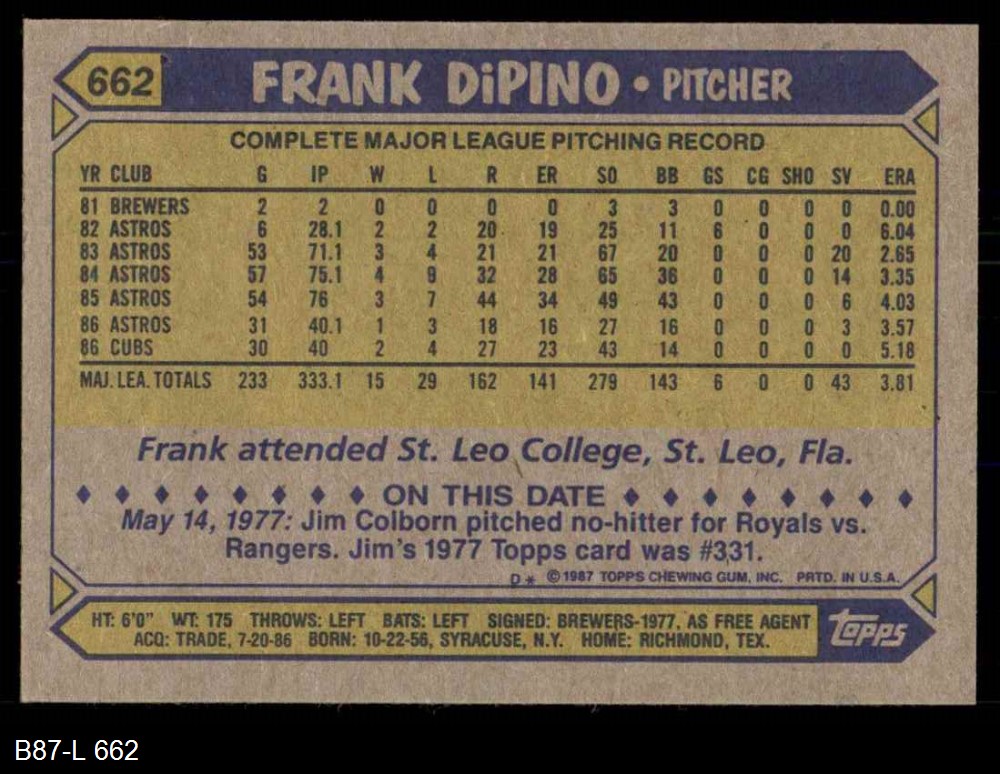 662 FRANK DiPINO • PITCHER
COMPLETE MAJOR LEAGUE PITCHING RECORD
YR CLUB G IP W L R ER SO BB GS CG SHO SV ERA
81 BREWERS 2 2 0 0 0 0 3 3 0 0 0 0 0.00
82 ASTROS 6 28.1 2 2 20 19 25 11 6 0 0 0 6.04
83 ASTROS 53 71.1 3 4 21 21 67 20 0 0 0 20 2.65
84 ASTROS 57 75.1 4 9 32 28 65 36 0 0 0 14 3.35
85 ASTROS 54 76 3 7 44 34 49 43 0 0 0 6 4.03
86 ASTROS 31 40.1 1 3 18 16 27 16 0 0 0 3 3.57
86 CUBS 30 40 2 4 27 23 43 14 0 0 0 0 5.18
MAJ. LEA. TOTALS 233 333.1 15 29 162 141 279 143 6 0 0 43 3.81
Frank attended St. Leo College, St. Leo, Fla.
♦ ♦ ♦ ♦ ♦ ♦ ♦ ♦ ON THIS DATE ♦ ♦ ♦ ♦ ♦ ♦ ♦ ♦
May 14, 1977: Jim Colborn pitched no-hitter for Royals vs.
Rangers. Jim's 1977 Topps card was #331.
D* ©1987 TOPPS CHEWING GUM, INC. PRTD. IN U.S.A.
HT: 6'0" WT: 175 THROWS: LEFT BATS: LEFT SIGNED: BREWERS-1977, AS FREE AGENT
ACQ: TRADE, 7-20-86 BORN: 10-22-56, SYRACUSE, N.Y. HOME: RICHMOND, TEX.
Topps
B87-L 662